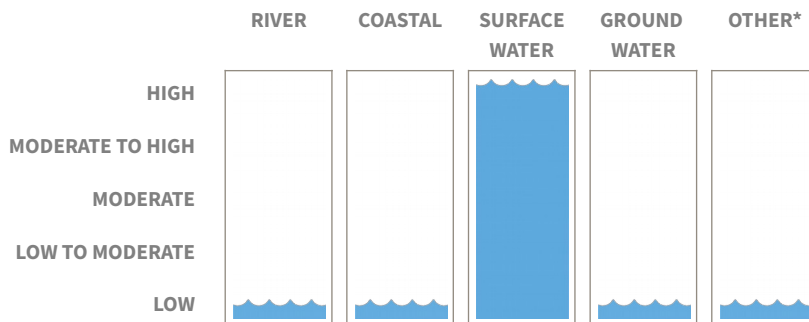 RIVER COASTAL SURFACE GROUND OTHER*
WATER WATER
HIGH
MODERATE TO HIGH
MODERATE
LOW TO MODERATE
LOW